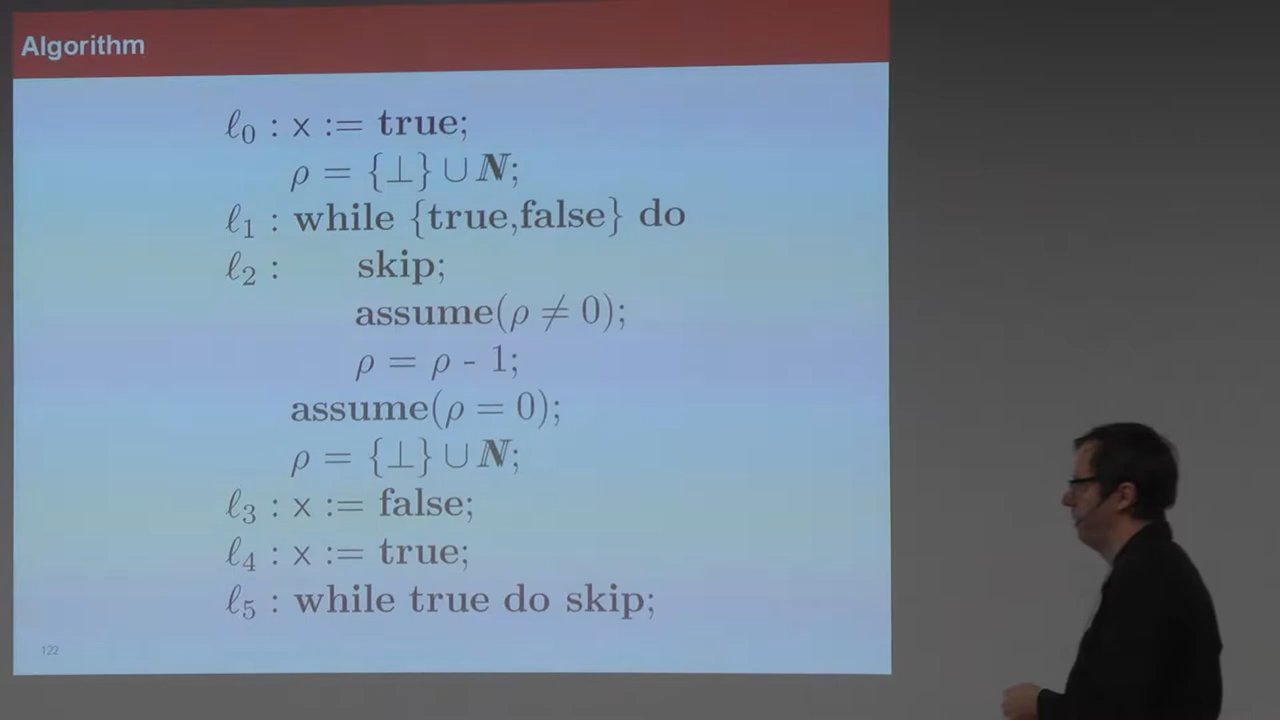 Algorithm
ℓ₀ : x := true;
ρ = {⊥} ∪ ℕ;
ℓ₁ : while {true,false} do
ℓ₂ : skip;
assume(ρ ≠ 0);
ρ = ρ - 1;
assume(ρ = 0);
ρ = {⊥} ∪ ℕ;
ℓ₃ : x := false;
ℓ₄ : x := true;
ℓ₅ : while true do skip;
122